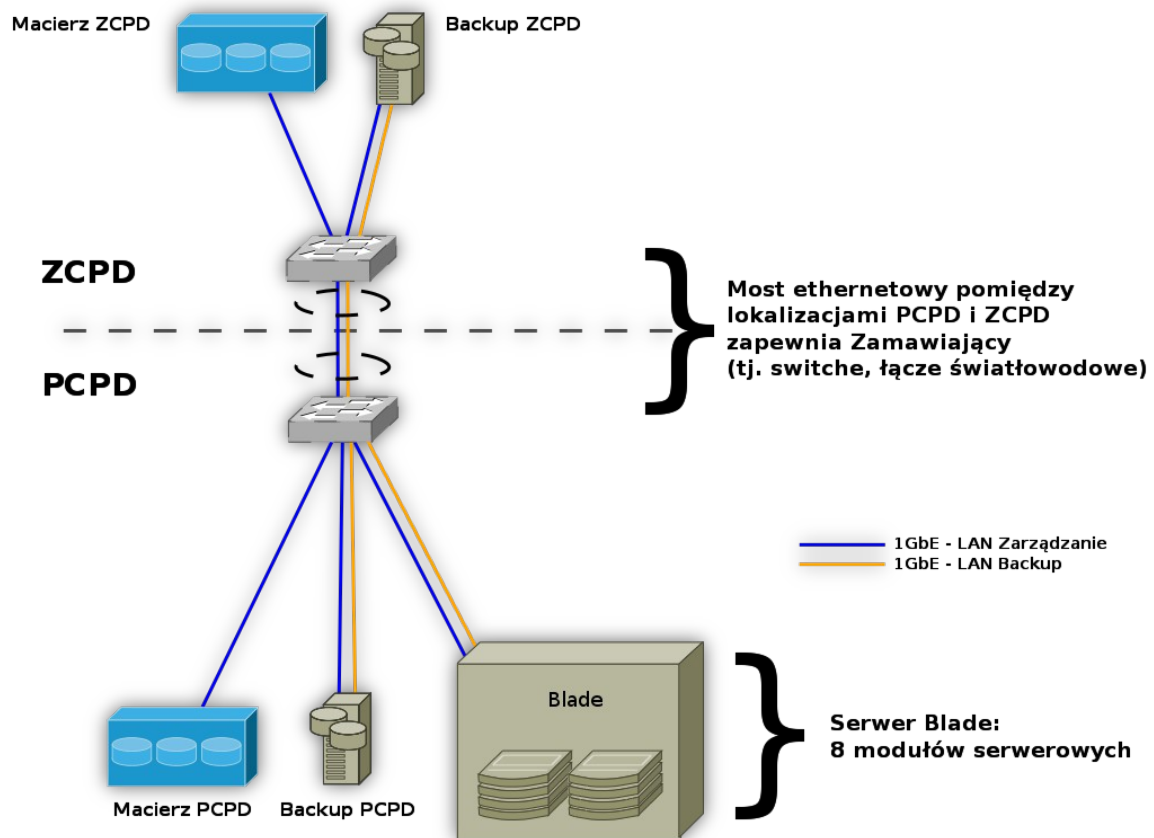 Macierz ZCPD
Backup ZCPD
ZCPD
PCPD
Most ethernetowy pomiędzy
lokalizacjami PCPD i ZCPD
zapewnia Zamawiający
(tj. switche, łącze światłowodowe)
1GbE - LAN Zarządzanie
1GbE - LAN Backup
Blade
Serwer Blade:
8 modułów serwerowych
Macierz PCPD
Backup PCPD